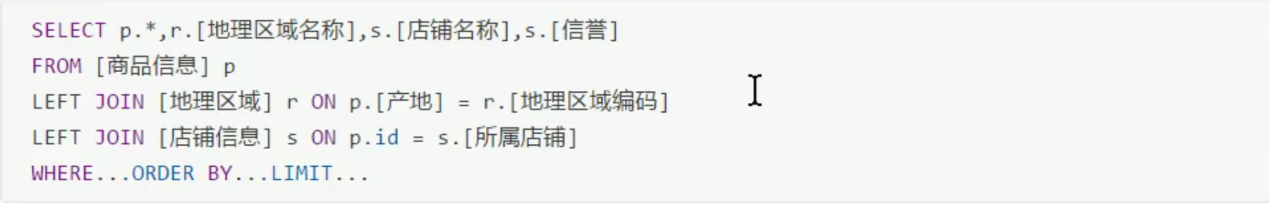 SELECT p.*,r.[地理区域名称],s.[店铺名称],s.[信誉]
FROM [商品信息] p
LEFT JOIN [地理区域] r ON p.[产地] = r.[地理区域编码]
LEFT JOIN [店铺信息] s ON p.id = s.[所属店铺]
WHERE...ORDER BY...LIMIT...